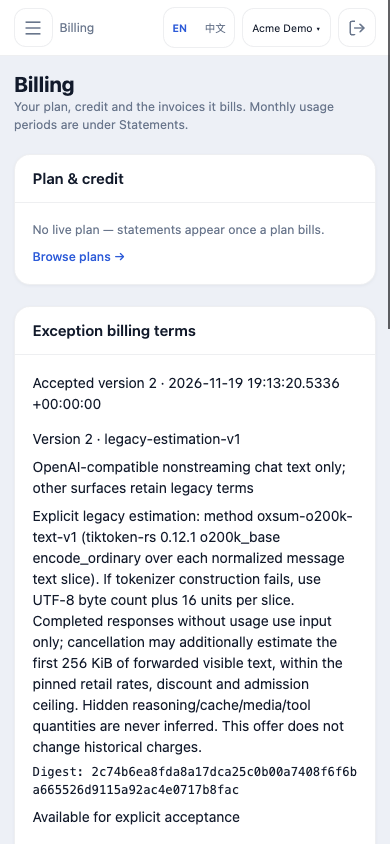 Billing
EN
中文
Acme Demo
Billing
Your plan, credit and the invoices it bills. Monthly usage
periods are under Statements.
Plan & credit
No live plan — statements appear once a plan bills.
Browse plans →
Exception billing terms
Accepted version 2 · 2026-11-19 19:13:20.5336
+00:00:00
Version 2 · legacy-estimation-v1
OpenAI-compatible nonstreaming chat text only;
other surfaces retain legacy terms
Explicit legacy estimation: method oxsum-o200k-
text-v1 (tiktoken-rs 0.12.1 o200k_base
encode_ordinary over each normalized message
text slice). If tokenizer construction fails, use
UTF-8 byte count plus 16 units per slice.
Completed responses without usage use input
only; cancellation may additionally estimate the
first 256 KiB of forwarded visible text, within the
pinned retail rates, discount and admission
ceiling. Hidden reasoning/cache/media/tool
quantities are never inferred. This offer does not
change historical charges.
Digest: 2c74b6ea8fda8a17dca25c0b00a7408f6f6b
a665526d9115a92ac4e0717b8fac
Available for explicit acceptance